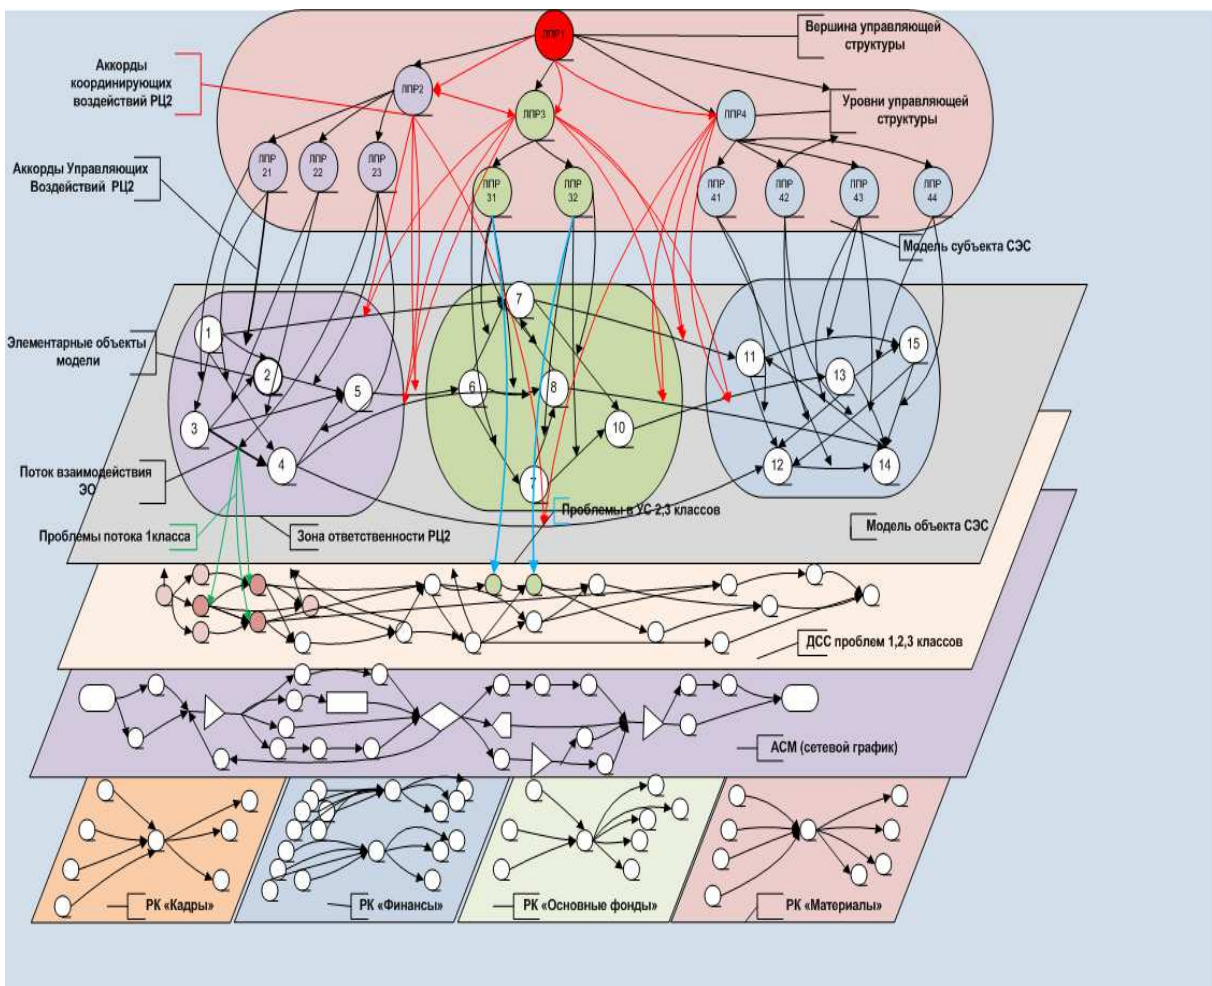 ЛПР1
Вершина управляющей
структуры
Аккорды
координирующих
воздействий РЦ2
ЛПР2
ЛПР3
ЛПР4
Уровни управляющей
структуры
Аккорды Управляющих
Воздействий РЦ2
ЛПР
21
ЛПР
22
ЛПР
23
ЛПР
31
ЛПР
32
ЛПР
41
ЛПР
42
ЛПР
43
ЛПР
44
Модель субъекта СЭС
Элементарные объекты
модели
1
2
3
4
5
6
7
8
7
10
11
12
13
14
15
Поток взаимодействия
ЭО
Проблемы потока 1класса
Зона ответственности РЦ2
Проблемы в УС 2,3 классов
Модель объекта СЭС
ДСС проблем 1,2,3 классов
АСМ (сетевой график)
РК «Кадры»
РК «Финансы»
РК «Основные фонды»
РК «Материалы»